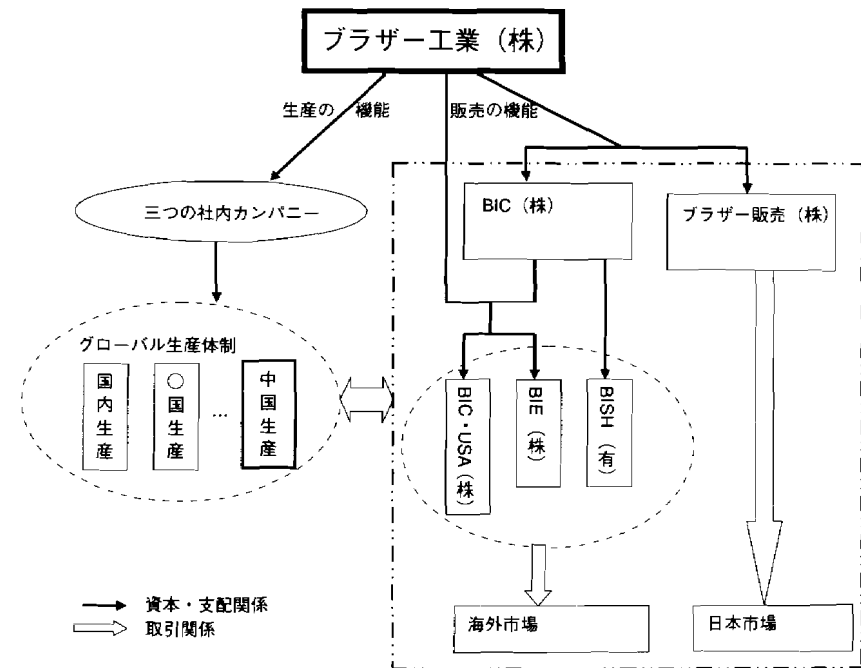 ブラザー工業（株）
生産の 機能
販売の機能
三つの社内カンパニー
BIC（株）
ブラザー販売（株）
グローバル生産体制
国内生産
〇国生産
…
中国生産
BIC・USA（株）
BIE（株）
BISH（有）
海外市場
日本市場
資本・支配関係
取引関係